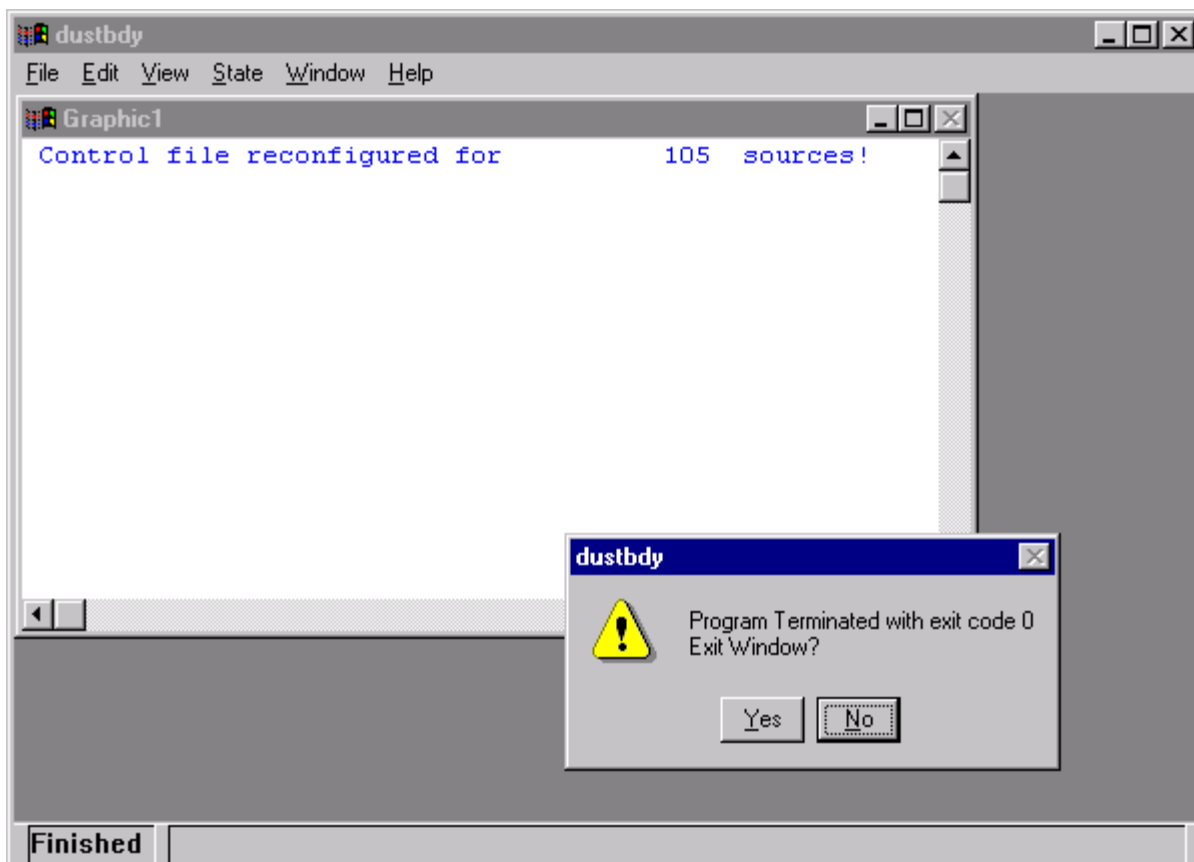 dustbdy
File Edit View State Window Help
Graphic1
Control file reconfigured for 105 sources!
dustbdy
Program Terminated with exit code 0
Exit Window?
Yes No
Finished